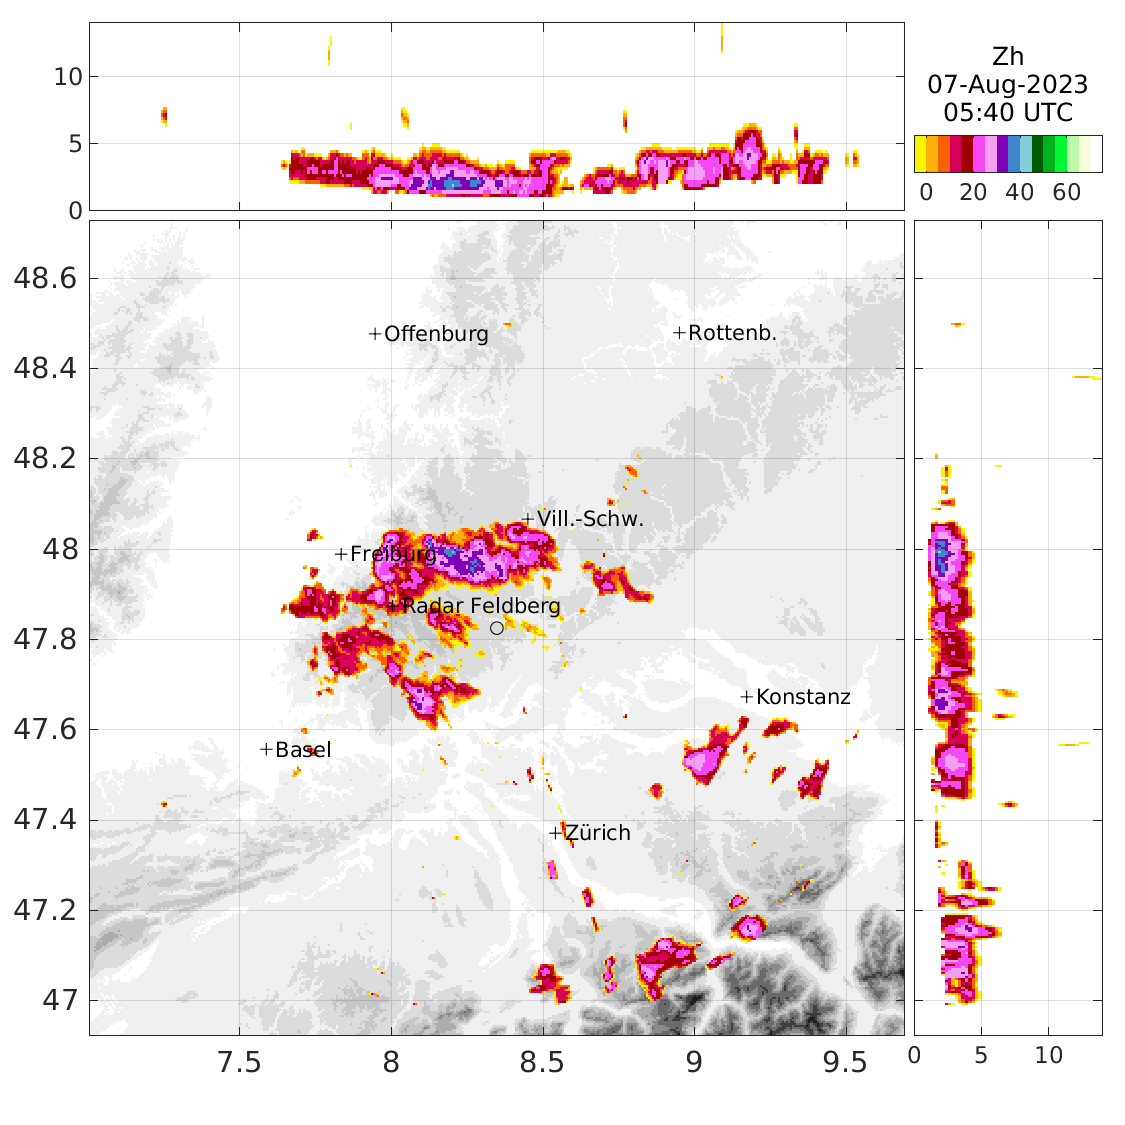 10
5
0
Zh
07-Aug-2023
05:40 UTC
0 20 40 60
48.6
48.4
48.2
48
47.8
47.6
47.4
47.2
47
Offenburg
Rottenb.
Vill.-Schw.
Freiburg
Radar Feldberg
Konstanz
Basel
Zürich
7.5 8 8.5 9 9.5
0 5 10